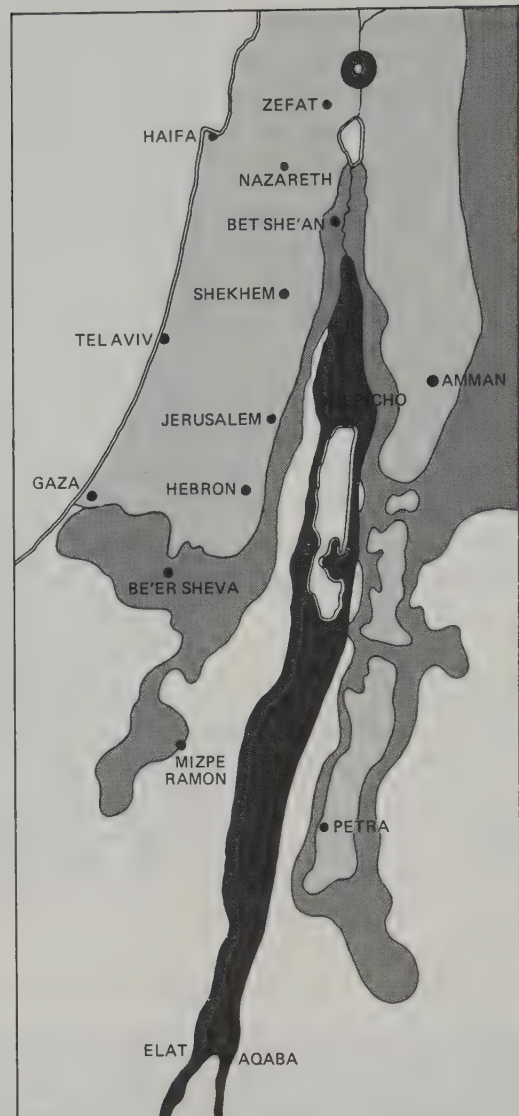 ZEFAT
HAIFA
NAZARETH
BET SHE'AN
SHEKHEM
TEL AVIV
AMMAN
JERICHO
JERUSALEM
GAZA
HEBRON
BE'ER SHEVA
MIZPE
RAMON
PETRA
ELAT
AQABA